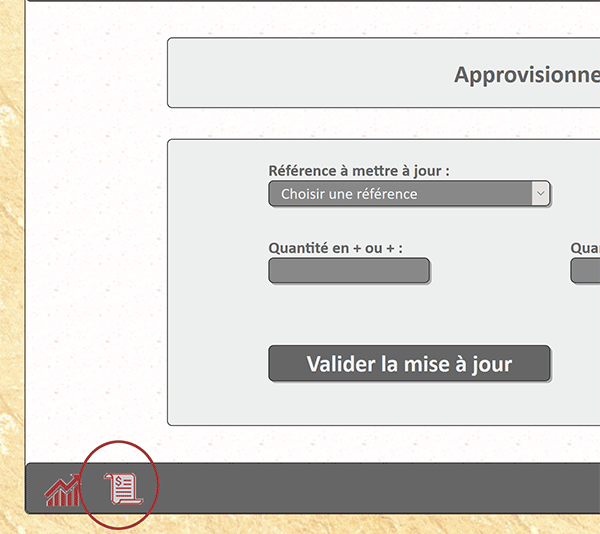 Approvisionne
Référence à mettre à jour :
Choisir une référence
Quantité en + ou + :
Qua
Valider la mise à jour
$